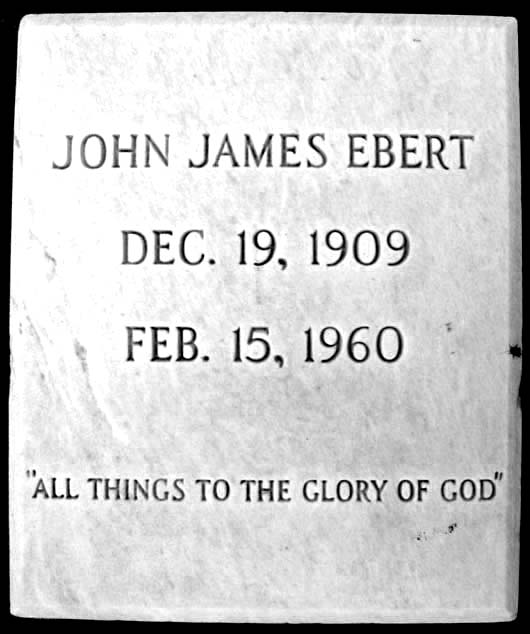 JOHN JAMES EBERT
DEC. 19, 1909
FEB. 15, 1960
"ALL THINGS TO THE GLORY OF GOD"